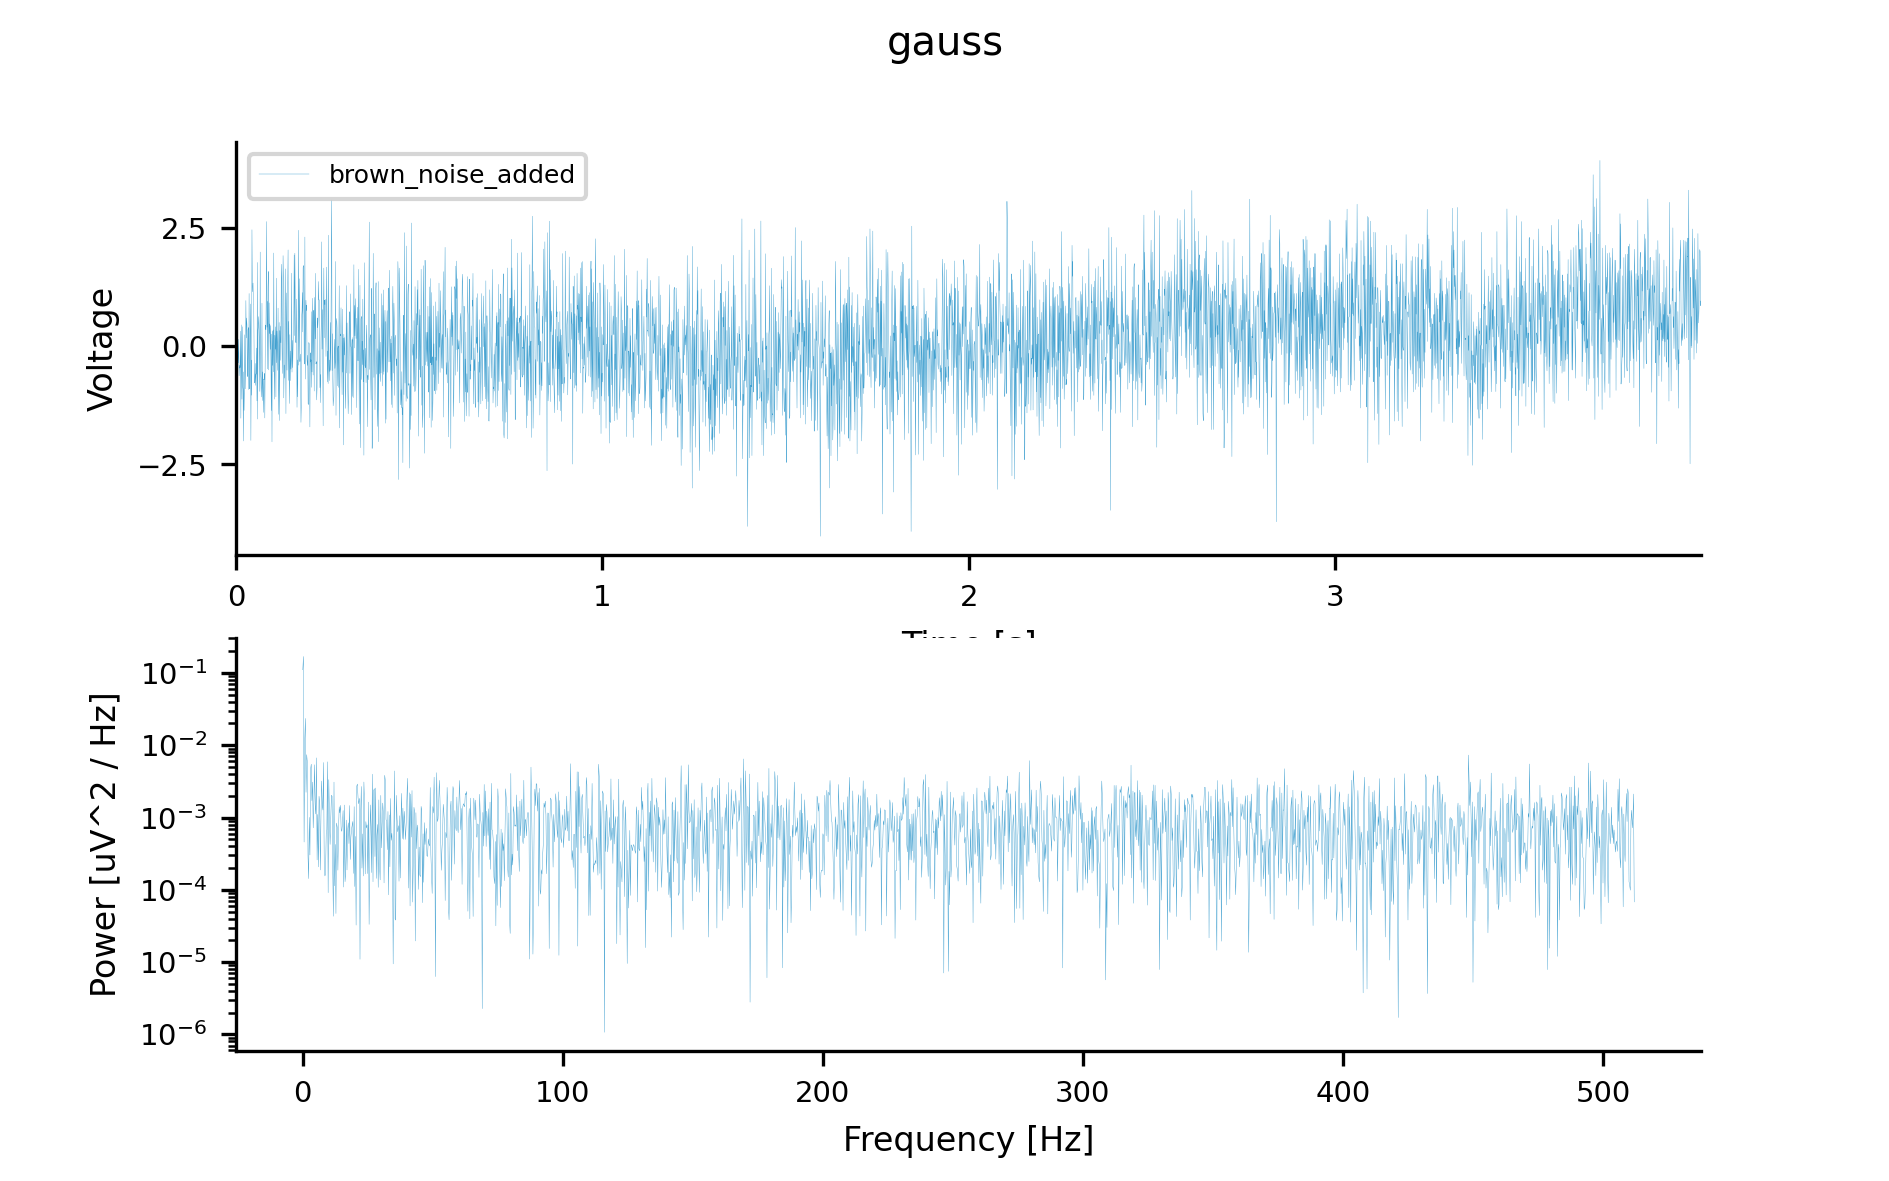 gauss
brown_noise_added
Voltage
2.5
0.0
−2.5
0 1 2 3
Time [s]
Power [uV^2 / Hz]
10⁻¹
10⁻²
10⁻³
10⁻⁴
10⁻⁵
10⁻⁶
0 100 200 300 400 500
Frequency [Hz]